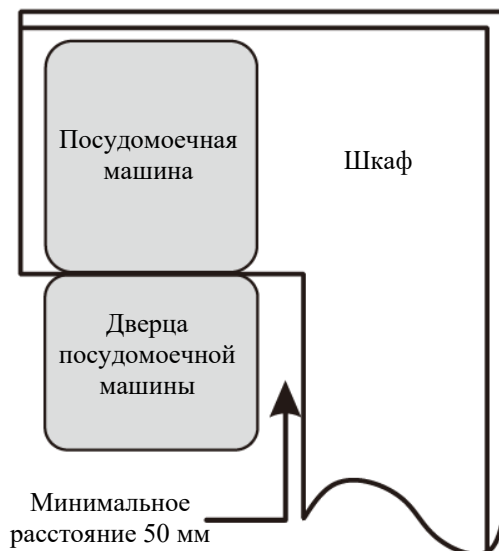 Посудомоечная
машина
Шкаф
Дверца
посудомоечной
машины
Минимальное
расстояние 50 мм